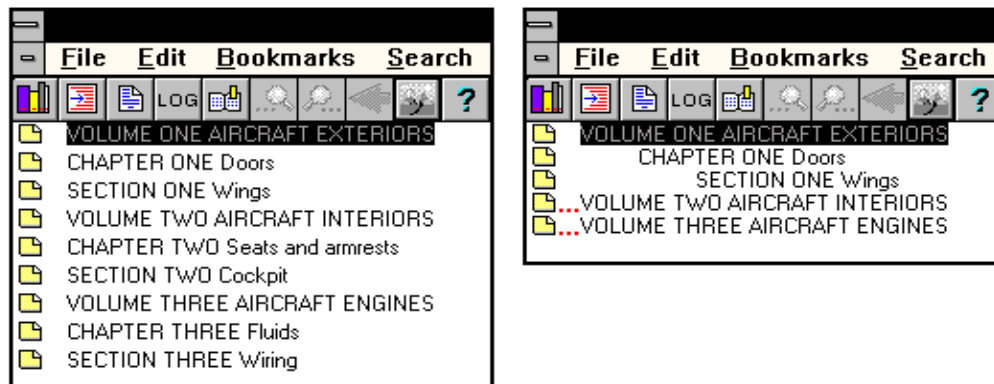 File Edit Bookmarks Search
LOG ?
VOLUME ONE AIRCRAFT EXTERIORS
CHAPTER ONE Doors
SECTION ONE Wings
VOLUME TWO AIRCRAFT INTERIORS
CHAPTER TWO Seats and armrests
SECTION TWO Cockpit
VOLUME THREE AIRCRAFT ENGINES
CHAPTER THREE Fluids
SECTION THREE Wiring
File Edit Bookmarks Search
LOG ?
VOLUME ONE AIRCRAFT EXTERIORS
CHAPTER ONE Doors
SECTION ONE Wings
...VOLUME TWO AIRCRAFT INTERIORS
...VOLUME THREE AIRCRAFT ENGINES